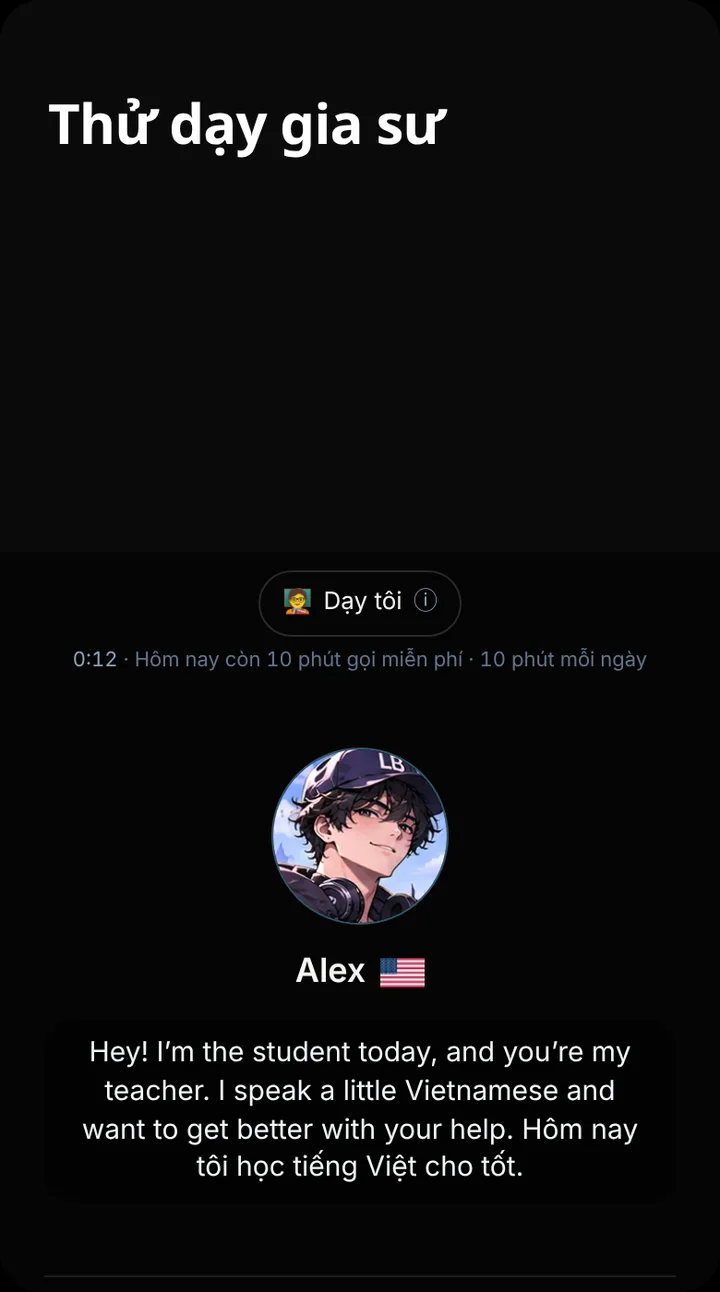 Thử dạy gia sư
🧑‍🏫 Dạy tôi ⓘ
0:12 · Hôm nay còn 10 phút gọi miễn phí · 10 phút mỗi ngày
LB
Alex 🇺🇸
Hey! I’m the student today, and you’re my
teacher. I speak a little Vietnamese and
want to get better with your help. Hôm nay
tôi học tiếng Việt cho tốt.